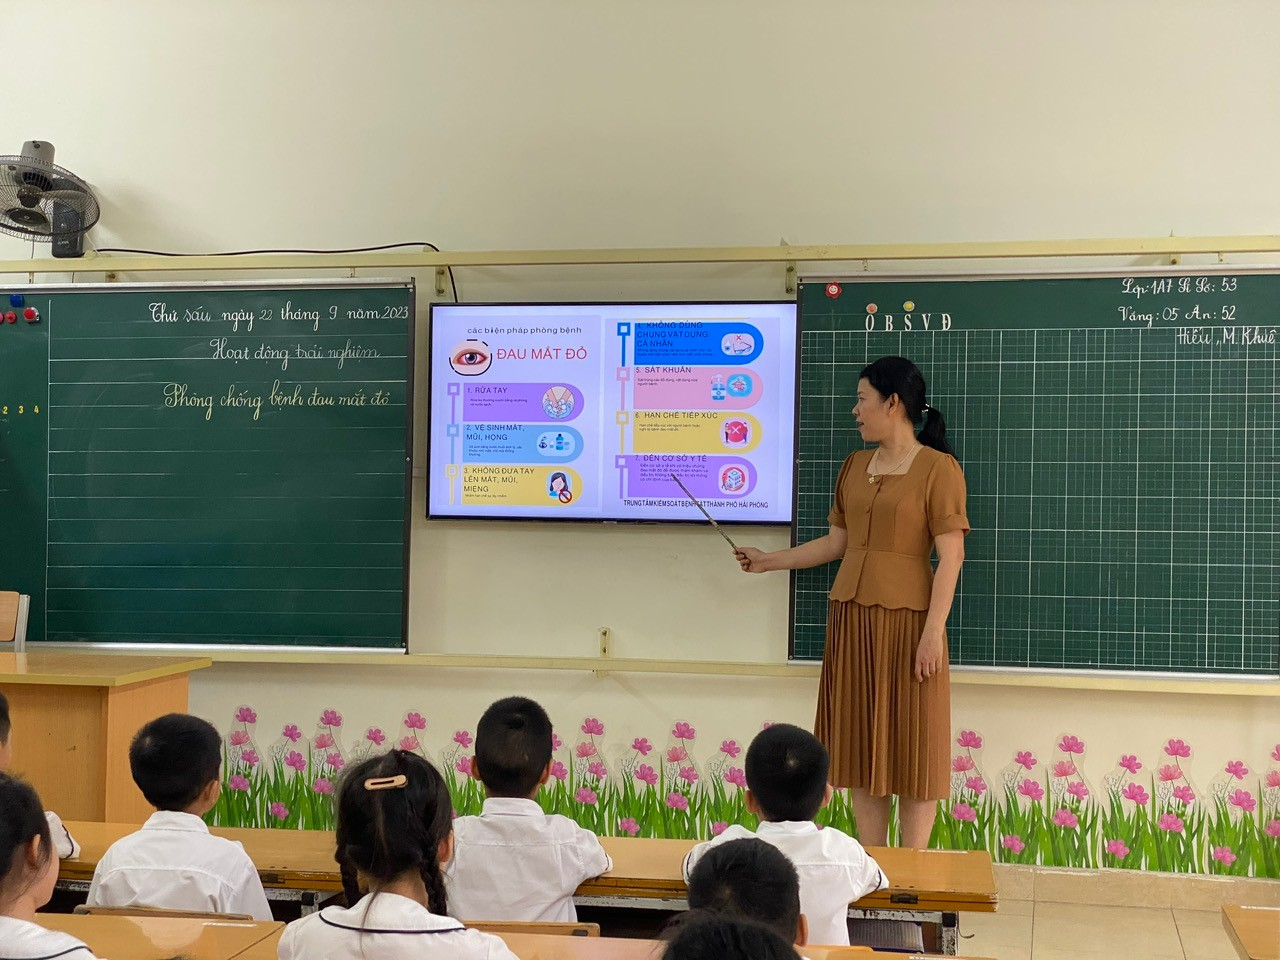 2 3 4
Thứ sáu ngày 22 tháng 9 năm 2023
Hoạt động trải nghiệm
Phòng chống bệnh đau mắt đỏ
các biện pháp phòng bệnh
ĐAU MẮT ĐỎ
1. RỬA TAY
2. VỆ SINH MẮT,
MŨI, HỌNG
3. KHÔNG ĐƯA TAY
LÊN MẮT, MŨI,
MIỆNG
4. KHÔNG DÙNG
CHUNG VẬT DỤNG
CÁ NHÂN
5. SÁT KHUẨN
6. HẠN CHẾ TIẾP XÚC
7. ĐẾN CƠ SỞ Y TẾ
TRUNG TÂM KIỂM SOÁT BỆNH TẬT THÀNH PHỐ HẢI PHÒNG
Ô B S V Đ
Lớp: 1A7 Sĩ Số: 53
Vắng: 05 Ăn: 52
Hiếu, M. Khuê